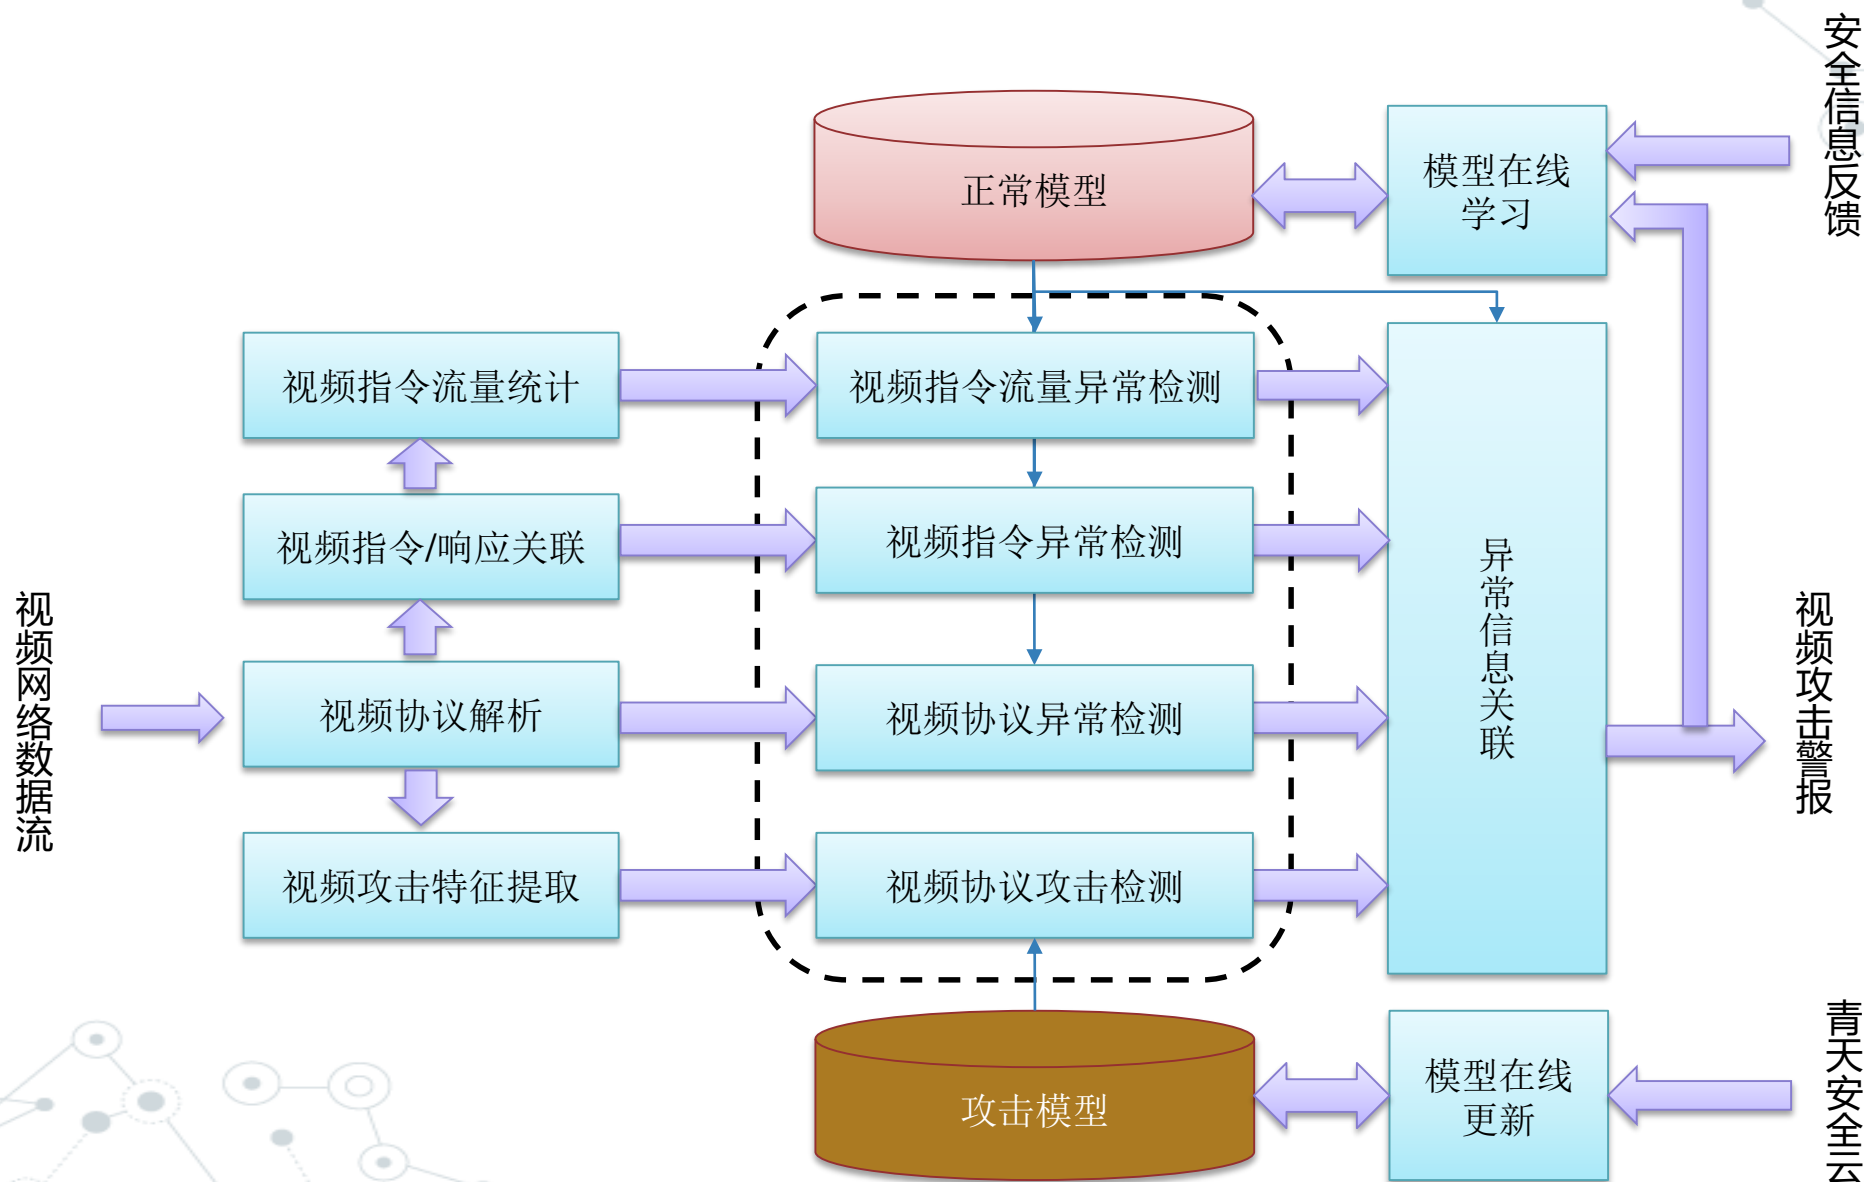 安全信息反馈
正常模型
模型在线
学习
视频指令流量统计
视频指令流量异常检测
视频指令/响应关联
视频指令异常检测
异常信息关联
视频网络数据流
视频协议解析
视频协议异常检测
视频攻击警报
视频攻击特征提取
视频协议攻击检测
攻击模型
模型在线
更新
青天安全云